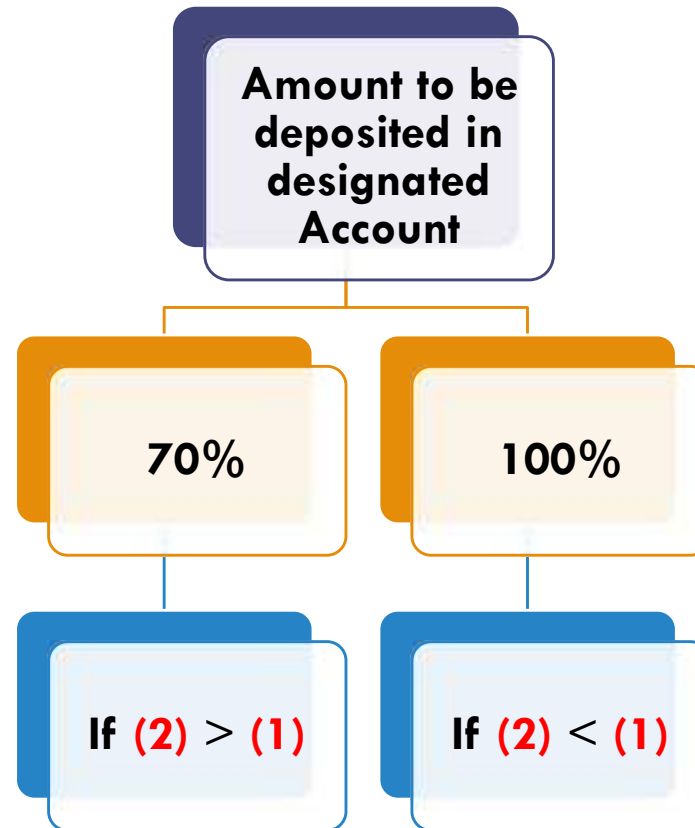 Amount to be
deposited in
designated
Account
70%
100%
If (2) > (1)
If (2) < (1)